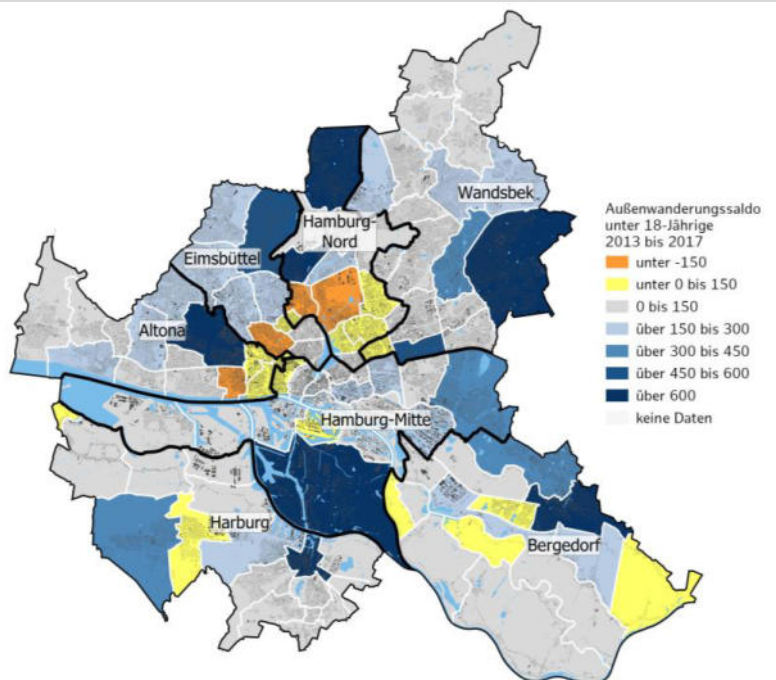 Wandsbek
Hamburg-
Nord
Eimsbüttel
Altona
Hamburg-Mitte
Harburg
Bergedorf
Außenwanderungssaldo
unter 18-Jährige
2013 bis 2017
unter -150
unter 0 bis 150
0 bis 150
über 150 bis 300
über 300 bis 450
über 450 bis 600
über 600
keine Daten